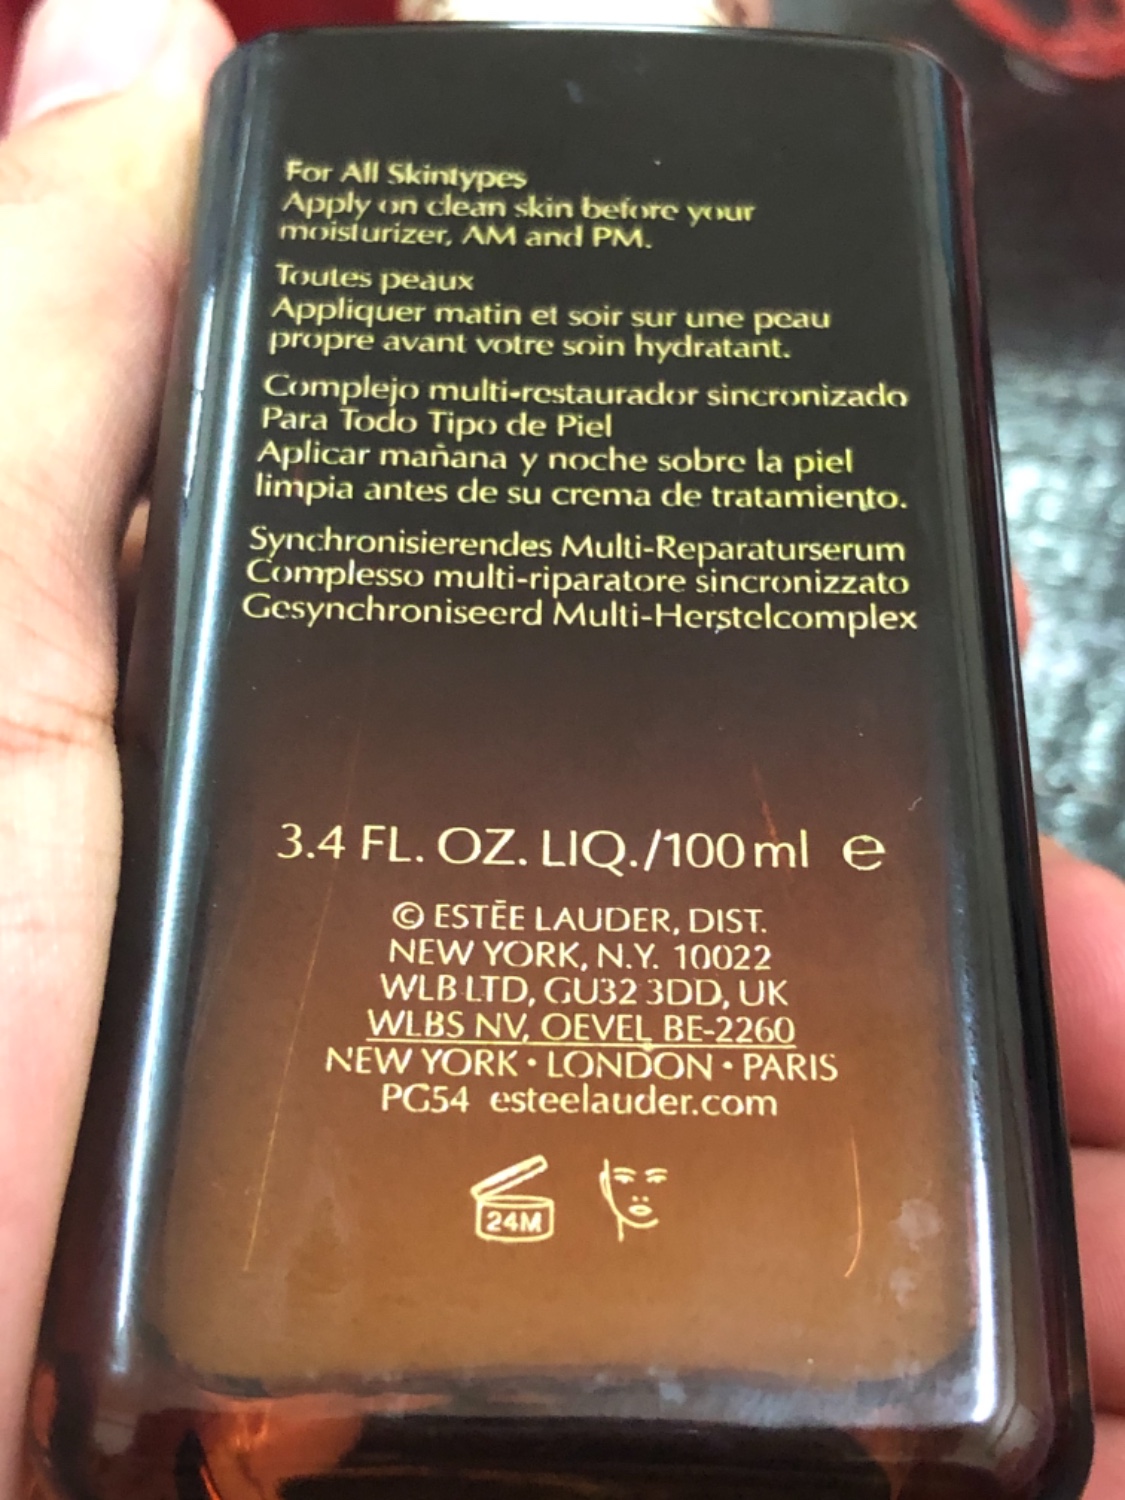 For All Skintypes
Apply on clean skin before your
moisturizer, AM and PM.
Toutes peaux
Appliquer matin et soir sur une peau
propre avant votre soin hydratant.
Complejo multi-restaurador sincronizado
Para Todo Tipo de Piel
Aplicar mañana y noche sobre la piel
limpia antes de su crema de tratamiento.
Synchronisierendes Multi-Reparaturserum
Complesso multi-riparatore sincronizzato
Gesynchroniseerd Multi-Herstelcomplex
3.4 FL. OZ. LIQ./100ml e
© ESTĒE LAUDER, DIST.
NEW YORK, N.Y. 10022
WLB LTD, GU32 3DD, UK
WLBS NV, OEVEL BE-2260
NEW YORK • LONDON • PARIS
PG54 esteelauder.com
24M